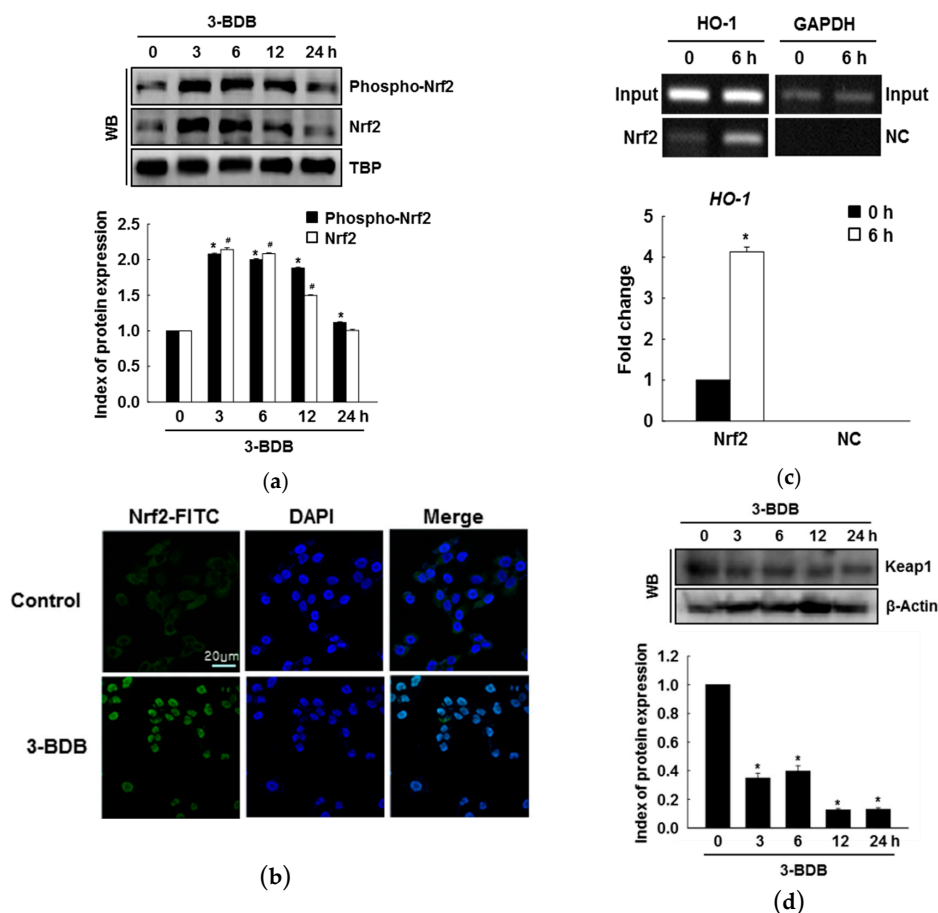 3-BDB
0 3 6 12 24 h
WB
Phospho-Nrf2
Nrf2
TBP
Index of protein expression
2.5
2.0
1.5
1.0
0.5
0.0
Phospho-Nrf2
Nrf2
* # * # * # *
0 3 6 12 24 h
3-BDB
(a)
Nrf2-FITC DAPI Merge
Control
20μm
3-BDB
(b)
HO-1 GAPDH
0 6 h 0 6 h
Input Input
Nrf2 NC
HO-1
0 h
6 h
Fold change
5
4
3
2
1
0
*
Nrf2 NC
(c)
3-BDB
0 3 6 12 24 h
WB
Keap1
β-Actin
Index of protein expression
1.2
1.0
0.8
0.6
0.4
0.2
0.0
* * * *
0 3 6 12 24 h
3-BDB
(d)